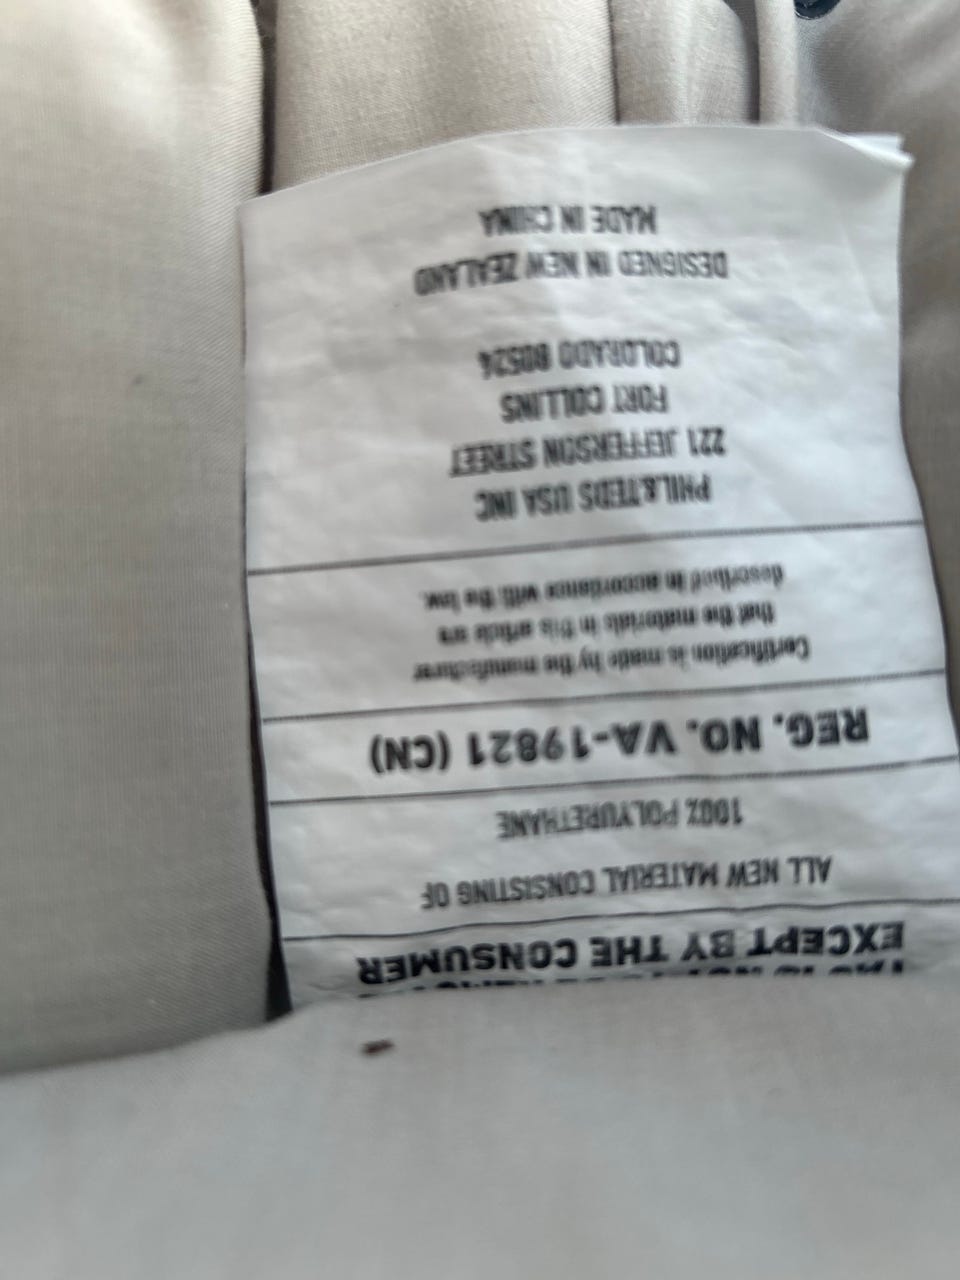 EXCEPT BY THE CONSUMER
ALL NEW MATERIAL CONSISTING OF
100% POLYURETHANE
REG. NO. VA-19821 (CN)
Certification is made by the manufacturer
that the materials in this article are
described in accordance with the law.
PHIL&TEDS USA INC
221 JEFFERSON STREET
FORT COLLINS
COLORADO 80524
DESIGNED IN NEW ZEALAND
MADE IN CHINA